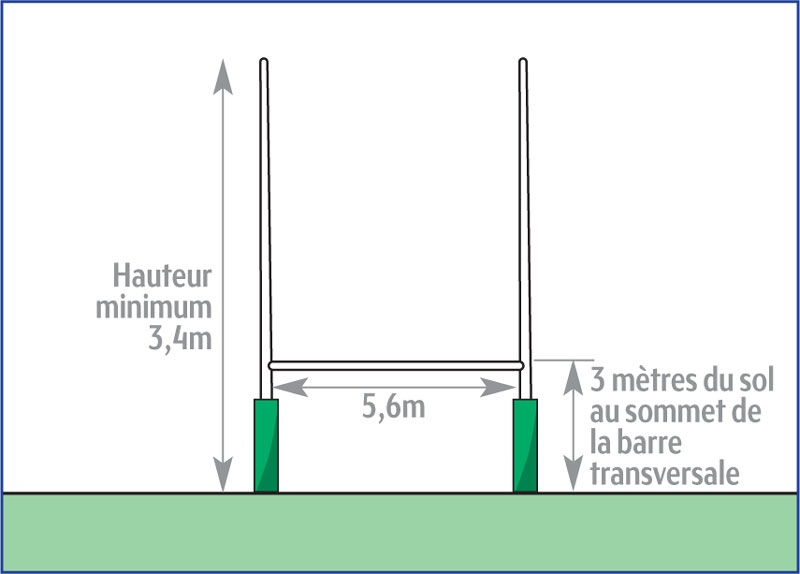 Hauteur
minimum
3,4m
5,6m
3 mètres du sol
au sommet de
la barre
transversale